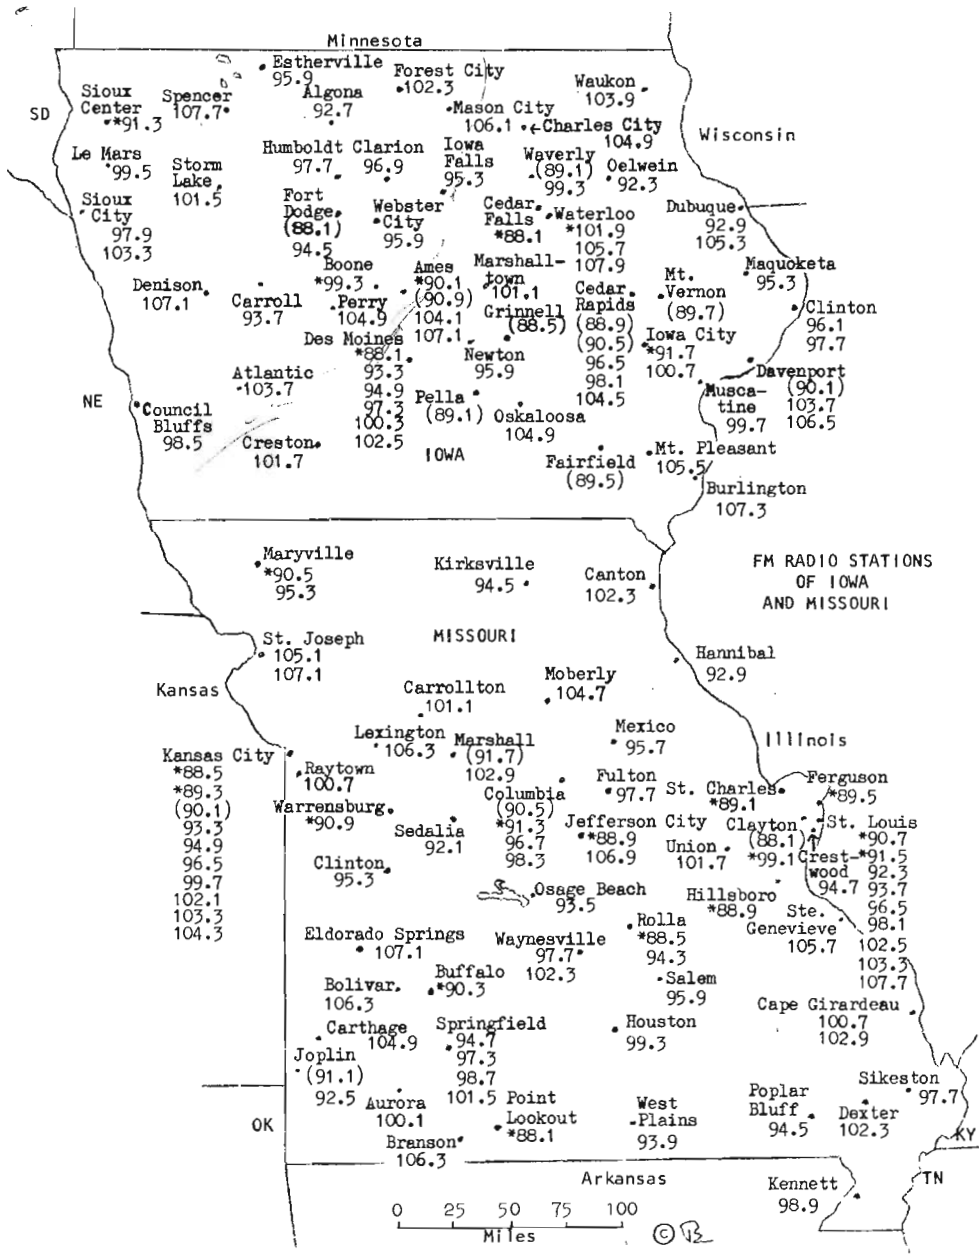 Minnesota
Estherville
95.9
Forest City
102.3
Waukon
103.9
SD
Sioux
Center
*91.3
Spencer
107.7
Algona
92.7
Mason City
106.1
←Charles City
104.9
Wisconsin
Le Mars
99.5
Storm
Lake
101.5
Humboldt
97.7
Clarion
96.9
Iowa
Falls
95.3
Waverly
(89.1)
99.3
Oelwein
92.3
Sioux
City
97.9
103.3
Fort
Dodge
(88.1)
94.5
Webster
City
95.9
Cedar
Falls
*88.1
Waterloo
*101.9
105.7
107.9
Dubuque
92.9
105.3
Denison
107.1
Carroll
93.7
Boone
*99.3
Perry
104.9
Ames
*90.1
(90.9)
104.1
107.1
Marshall-
town
101.1
Grinnell
(88.5)
Cedar
Rapids
(88.9)
(90.5)
96.5
98.1
104.5
Mt.
Vernon
(89.7)
Maquoketa
95.3
Clinton
96.1
97.7
Des Moines
*88.1
93.3
94.9
97.3
100.3
102.5
Newton
95.9
Iowa City
*91.7
100.7
Atlantic
103.7
Pella
(89.1)
Oskaloosa
104.9
Davenport
(90.1)
103.7
106.5
Musca-
tine
99.7
NE
Council
Bluffs
98.5
Creston
101.7
IOWA
Fairfield
(89.5)
Mt. Pleasant
105.5
Burlington
107.3
Maryville
*90.5
95.3
Kirksville
94.5
Canton
102.3
FM RADIO STATIONS
OF IOWA
AND MISSOURI
St. Joseph
105.1
107.1
MISSOURI
Hannibal
92.9
Kansas
Carrollton
101.1
Moberly
104.7
Illinois
Kansas City
*88.5
*89.3
(90.1)
93.3
94.9
96.5
99.7
102.1
103.3
104.3
Lexington
106.3
Marshall
(91.7)
102.9
Mexico
95.7
Raytown
100.7
Columbia
(90.5)
*91.3
96.7
98.3
Fulton
97.7
St. Charles
*89.1
Ferguson
*89.5
Warrensburg
*90.9
Sedalia
92.1
Jefferson City
*88.9
106.9
Union
101.7
Clayton
(88.1)
*99.1
Crest-
wood
94.7
St. Louis
*90.7
*91.5
92.3
93.7
96.5
98.1
102.5
103.3
107.7
Clinton
95.3
Osage Beach
93.5
Hillsboro
*88.9
Ste.
Genevieve
105.7
Eldorado Springs
107.1
Waynesville
97.7
102.3
Rolla
*88.5
94.3
Bolivar
106.3
Buffalo
*90.3
Salem
95.9
Cape Girardeau
100.7
102.9
Carthage
104.9
Springfield
94.7
97.3
98.7
101.5
Houston
99.3
Joplin
(91.1)
92.5
Aurora
100.1
Point
Lookout
*88.1
West
Plains
93.9
Poplar
Bluff
94.5
Dexter
102.3
Sikeston
97.7
OK
Branson
106.3
KY
Arkansas
Kennett
98.9
TN
0 25 50 75 100
Miles
©